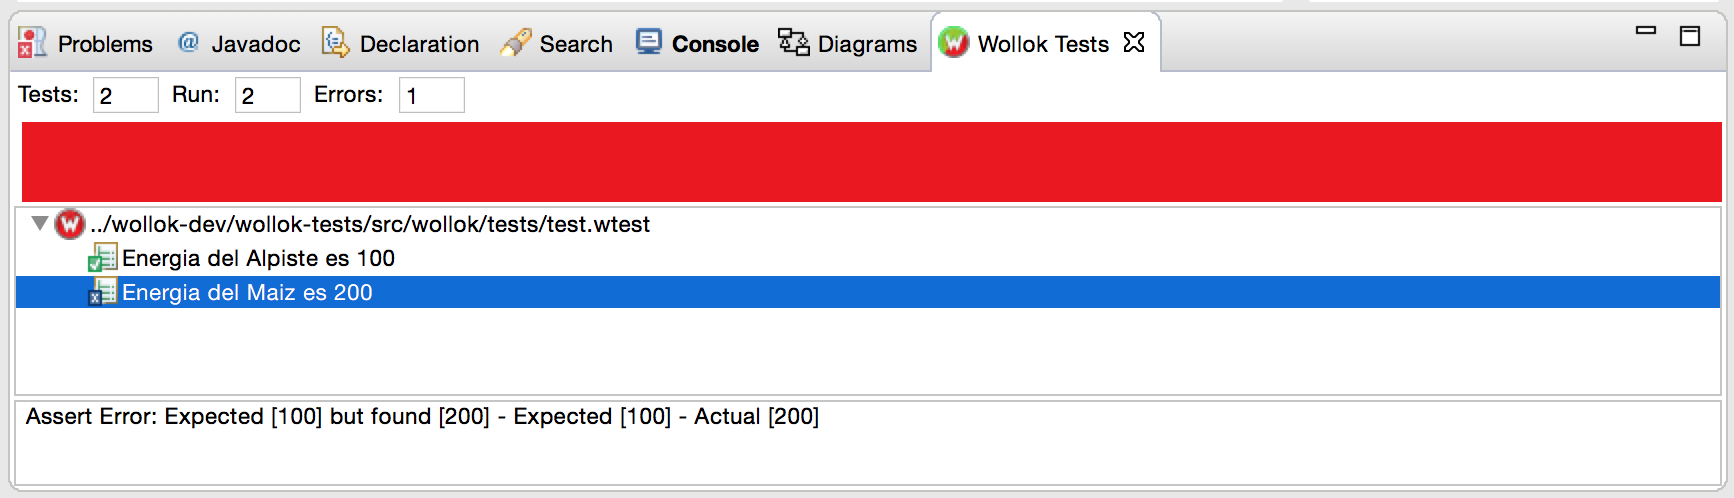 Problems @ Javadoc Declaration Search Console Diagrams W Wollok Tests
Tests: 2 Run: 2 Errors: 1
W ../wollok-dev/wollok-tests/src/wollok/tests/test.wtest
Energia del Alpiste es 100
Energia del Maiz es 200
Assert Error: Expected [100] but found [200] - Expected [100] - Actual [200]